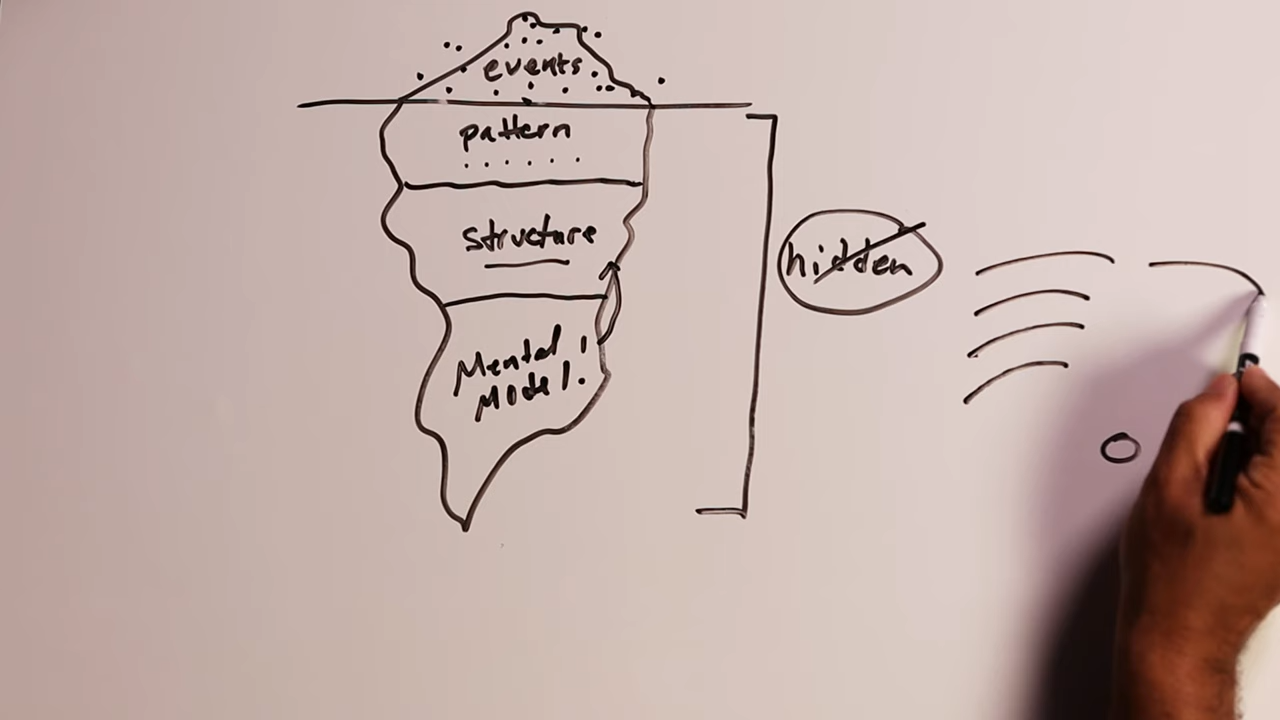 events
pattern
structure
hidden
Mental
Model.